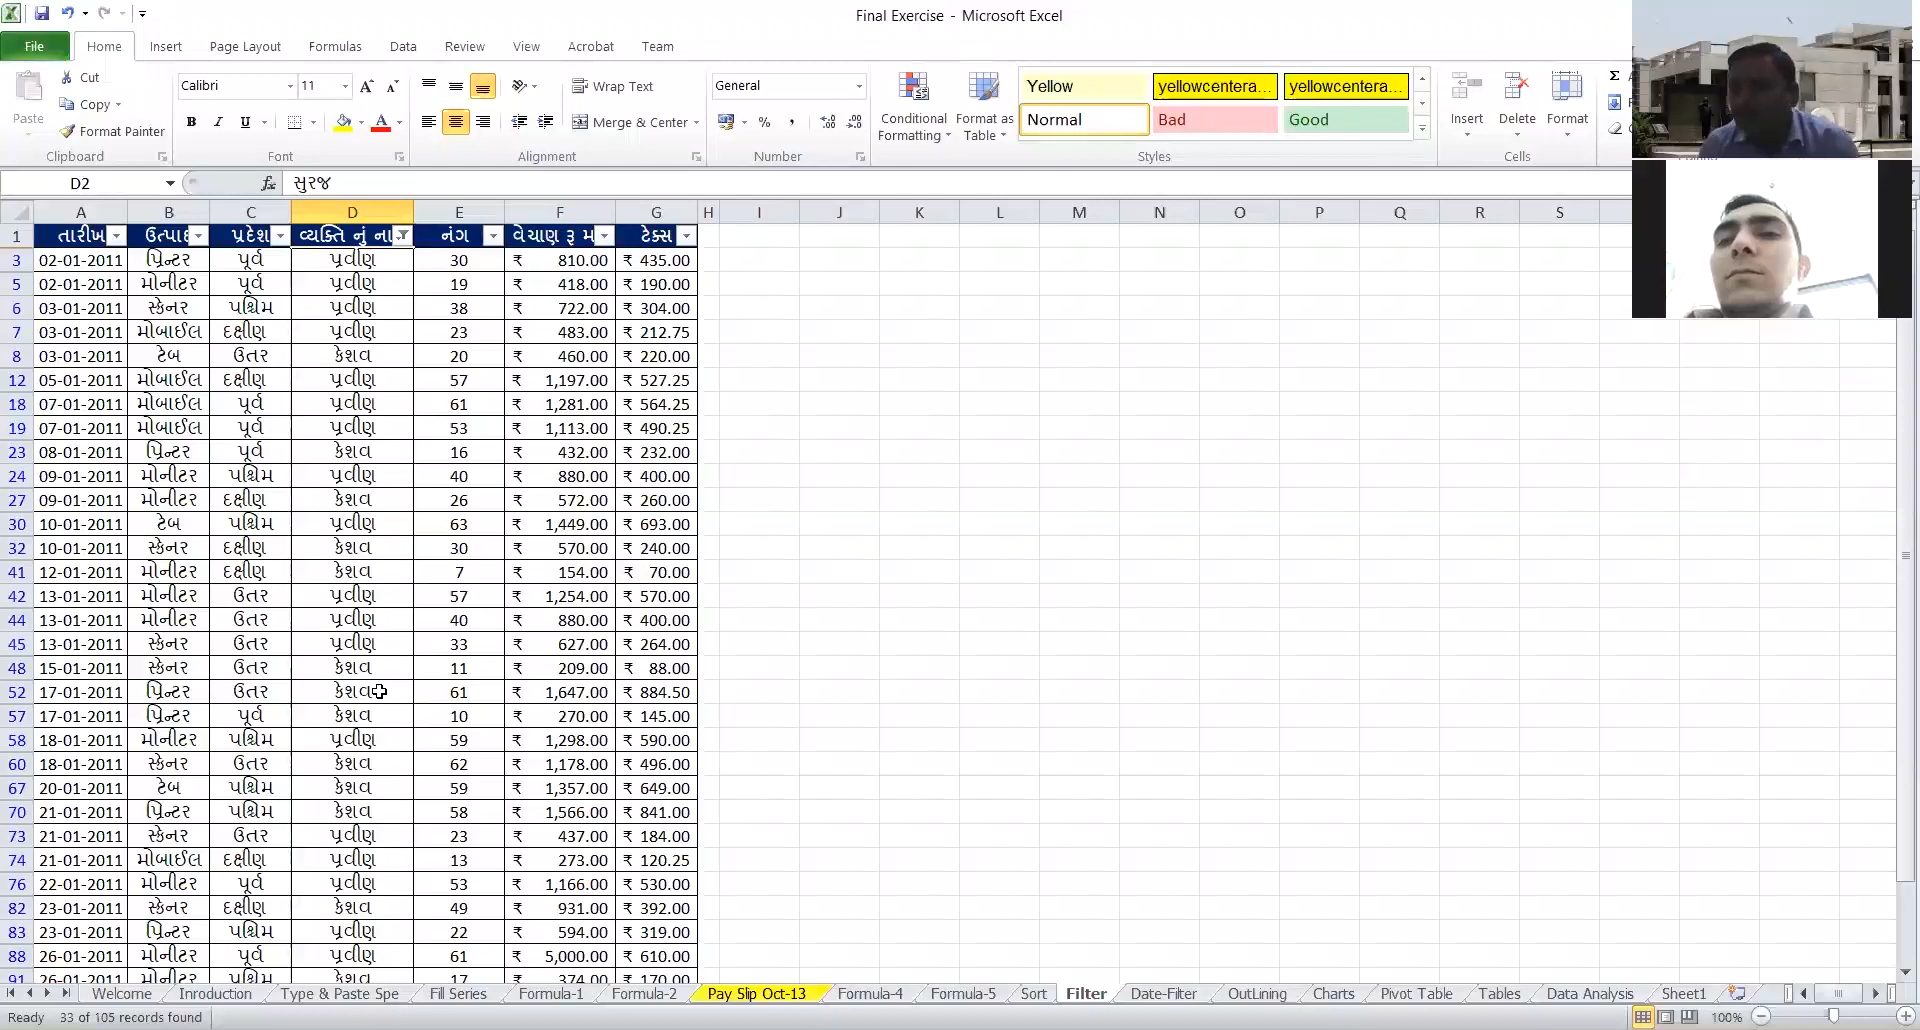 Final Exercise - Microsoft Excel
File Home Insert Page Layout Formulas Data Review View Acrobat Team
Paste Cut Copy Format Painter
Calibri 11 B I U
Wrap Text Merge & Center
General % ,
Conditional Formatting Format as Table
Yellow yellowcentera... yellowcentera...
Normal Bad Good
Insert Delete Format
Clipboard Font Alignment Number Styles Cells
D2 fx સુરજ
A B C D E F G H I J K L M N O P Q R S
1 તારીખ ઉત્પાદ પ્રદેશ વ્યક્તિ નું ના નંગ વેચાણ રૂ મ ટેક્સ
3 02-01-2011 પ્રિન્ટર પૂર્વ પ્રવીણ 30 ₹ 810.00 ₹ 435.00
5 02-01-2011 મોનીટર પૂર્વ પ્રવીણ 19 ₹ 418.00 ₹ 190.00
6 03-01-2011 સ્કેનર પશ્ચિમ પ્રવીણ 38 ₹ 722.00 ₹ 304.00
7 03-01-2011 મોબાઈલ દક્ષીણ પ્રવીણ 23 ₹ 483.00 ₹ 212.75
8 03-01-2011 ટેબ ઉતર કેશવ 20 ₹ 460.00 ₹ 220.00
12 05-01-2011 મોબાઈલ દક્ષીણ પ્રવીણ 57 ₹ 1,197.00 ₹ 527.25
18 07-01-2011 મોબાઈલ પૂર્વ પ્રવીણ 61 ₹ 1,281.00 ₹ 564.25
19 07-01-2011 મોબાઈલ પૂર્વ પ્રવીણ 53 ₹ 1,113.00 ₹ 490.25
23 08-01-2011 પ્રિન્ટર પૂર્વ કેશવ 16 ₹ 432.00 ₹ 232.00
24 09-01-2011 મોનીટર પશ્ચિમ પ્રવીણ 40 ₹ 880.00 ₹ 400.00
27 09-01-2011 મોનીટર દક્ષીણ કેશવ 26 ₹ 572.00 ₹ 260.00
30 10-01-2011 ટેબ પશ્ચિમ પ્રવીણ 63 ₹ 1,449.00 ₹ 693.00
32 10-01-2011 સ્કેનર દક્ષીણ કેશવ 30 ₹ 570.00 ₹ 240.00
41 12-01-2011 મોનીટર દક્ષીણ કેશવ 7 ₹ 154.00 ₹ 70.00
42 13-01-2011 મોનીટર ઉતર પ્રવીણ 57 ₹ 1,254.00 ₹ 570.00
44 13-01-2011 મોનીટર ઉતર પ્રવીણ 40 ₹ 880.00 ₹ 400.00
45 13-01-2011 સ્કેનર ઉતર પ્રવીણ 33 ₹ 627.00 ₹ 264.00
48 15-01-2011 સ્કેનર ઉતર કેશવ 11 ₹ 209.00 ₹ 88.00
52 17-01-2011 પ્રિન્ટર ઉતર કેશવ 61 ₹ 1,647.00 ₹ 884.50
57 17-01-2011 પ્રિન્ટર પૂર્વ કેશવ 10 ₹ 270.00 ₹ 145.00
58 18-01-2011 મોનીટર પશ્ચિમ પ્રવીણ 59 ₹ 1,298.00 ₹ 590.00
60 18-01-2011 સ્કેનર ઉતર કેશવ 62 ₹ 1,178.00 ₹ 496.00
67 20-01-2011 ટેબ પશ્ચિમ કેશવ 59 ₹ 1,357.00 ₹ 649.00
70 21-01-2011 પ્રિન્ટર પશ્ચિમ કેશવ 58 ₹ 1,566.00 ₹ 841.00
73 21-01-2011 સ્કેનર ઉતર પ્રવીણ 23 ₹ 437.00 ₹ 184.00
74 21-01-2011 મોબાઈલ દક્ષીણ પ્રવીણ 13 ₹ 273.00 ₹ 120.25
76 22-01-2011 મોનીટર પૂર્વ પ્રવીણ 53 ₹ 1,166.00 ₹ 530.00
82 23-01-2011 સ્કેનર દક્ષીણ કેશવ 49 ₹ 931.00 ₹ 392.00
83 23-01-2011 પ્રિન્ટર પશ્ચિમ પ્રવીણ 22 ₹ 594.00 ₹ 319.00
88 26-01-2011 મોનીટર પૂર્વ પ્રવીણ 61 ₹ 5,000.00 ₹ 610.00
91 26-01-2011 મોનીટર પશ્ચિમ કેશવ 17 ₹ 374.00 ₹ 170.00
Welcome Inroduction Type & Paste Spe Fill Series Formula-1 Formula-2 Pay Slip Oct-13 Formula-4 Formula-5 Sort Filter Date-Filter OutLining Charts Pivot Table Tables Data Analysis Sheet1
Ready 33 of 105 records found 100%